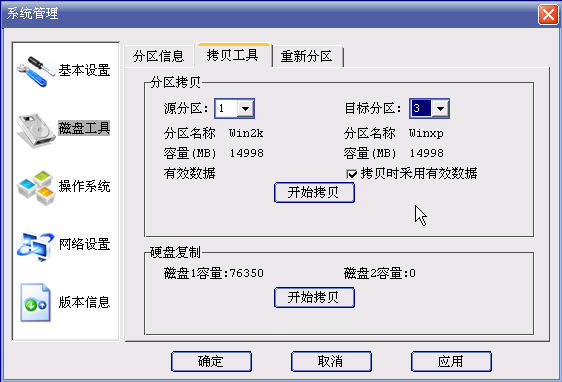 系统管理
基本设置
磁盘工具
操作系统
网络设置
版本信息
分区信息 拷贝工具 重新分区
分区拷贝
源分区: 1 目标分区: 3
分区名称 Win2k 分区名称 Winxp
容量(MB) 14998 容量(MB) 14998
有效数据 拷贝时采用有效数据
开始拷贝
硬盘复制
磁盘1容量:76350 磁盘2容量:0
开始拷贝
确定 取消 应用